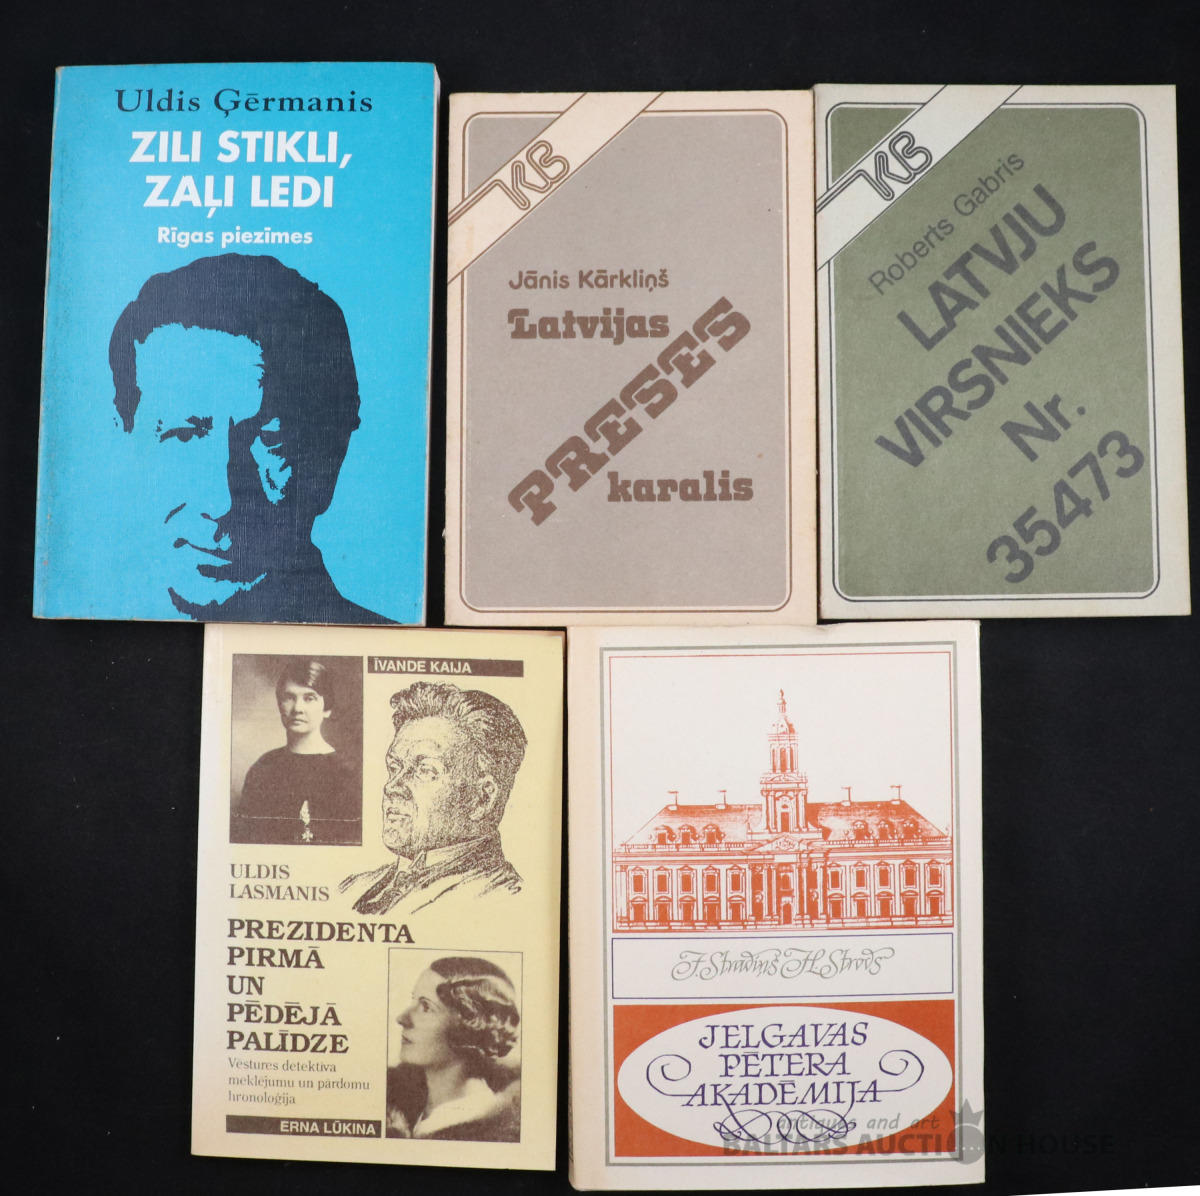 Uldis Ģērmanis
ZILI STIKLI,
ZAĻI LEDI
Rīgas piezīmes
KB
Jānis Kārkliņš
Latvijas
PRESES
karalis
KB
Roberts Gabris
LATVJU
VIRSNIEKS
Nr.
35473
ĪVANDE KAIJA
ULDIS
LASMANIS
PREZIDENTA
PIRMĀ
UN
PĒDĒJĀ
PALĪDZE
Vēstures detektīva
meklējumu un pārdomu
hronoloģija
ERNA LŪKINA
J. Stradiņš H. Strods
JELGAVAS
PĒTERA
AKADĒMIJA
antiques and art
BALTARS AUCTION HOUSE